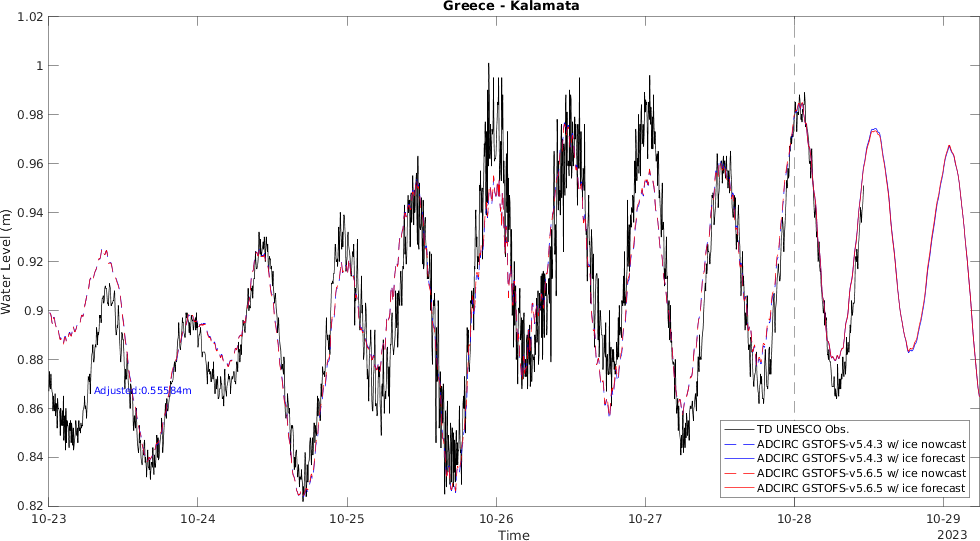 Greece - Kalamata
1.02
1
0.98
0.96
0.94
0.92
0.9
0.88
0.86
0.84
0.82
Water Level (m)
Adjusted:0.55584m
TD UNESCO Obs.
ADCIRC GSTOFS-v5.4.3 w/ ice nowcast
ADCIRC GSTOFS-v5.4.3 w/ ice forecast
ADCIRC GSTOFS-v5.6.5 w/ ice nowcast
ADCIRC GSTOFS-v5.6.5 w/ ice forecast
10-23 10-24 10-25 10-26 10-27 10-28 10-29
Time
2023